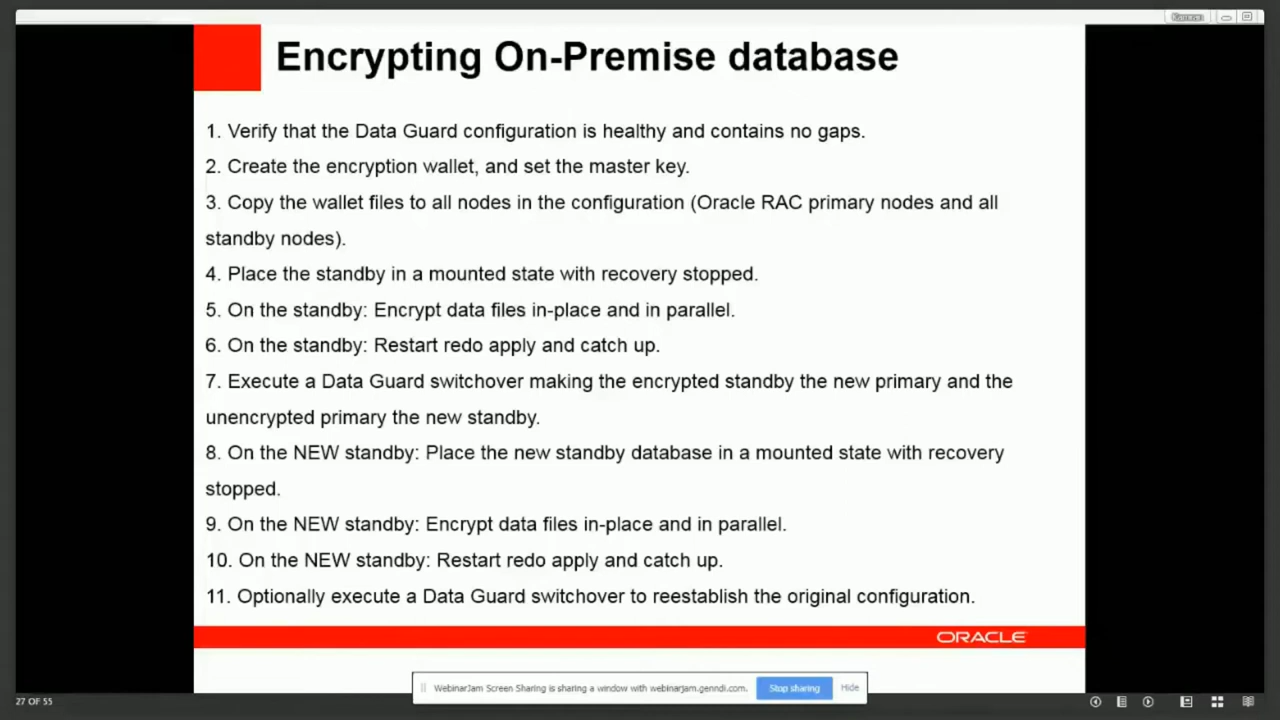 Kamran
Encrypting On-Premise database
1. Verify that the Data Guard configuration is healthy and contains no gaps.
2. Create the encryption wallet, and set the master key.
3. Copy the wallet files to all nodes in the configuration (Oracle RAC primary nodes and all
standby nodes).
4. Place the standby in a mounted state with recovery stopped.
5. On the standby: Encrypt data files in-place and in parallel.
6. On the standby: Restart redo apply and catch up.
7. Execute a Data Guard switchover making the encrypted standby the new primary and the
unencrypted primary the new standby.
8. On the NEW standby: Place the new standby database in a mounted state with recovery
stopped.
9. On the NEW standby: Encrypt data files in-place and in parallel.
10. On the NEW standby: Restart redo apply and catch up.
11. Optionally execute a Data Guard switchover to reestablish the original configuration.
ORACLE
WebinarJam Screen Sharing is sharing a window with webinarjam.genndi.com. Stop sharing Hide
27 OF 55